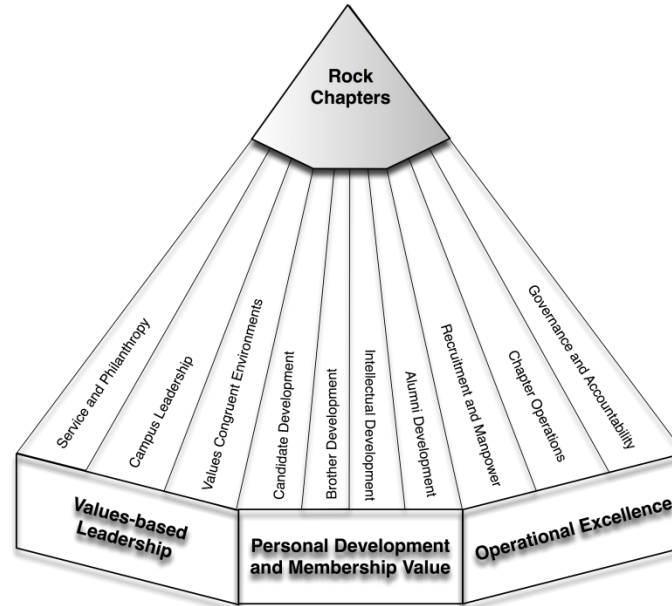 Rock
Chapters
Service and Philanthropy
Campus Leadership
Values Congruent Environments
Candidate Development
Brother Development
Intellectual Development
Alumni Development
Recruitment and Manpower
Chapter Operations
Governance and Accountability
Values-based
Leadership
Personal Development
and Membership Value
Operational Excellence